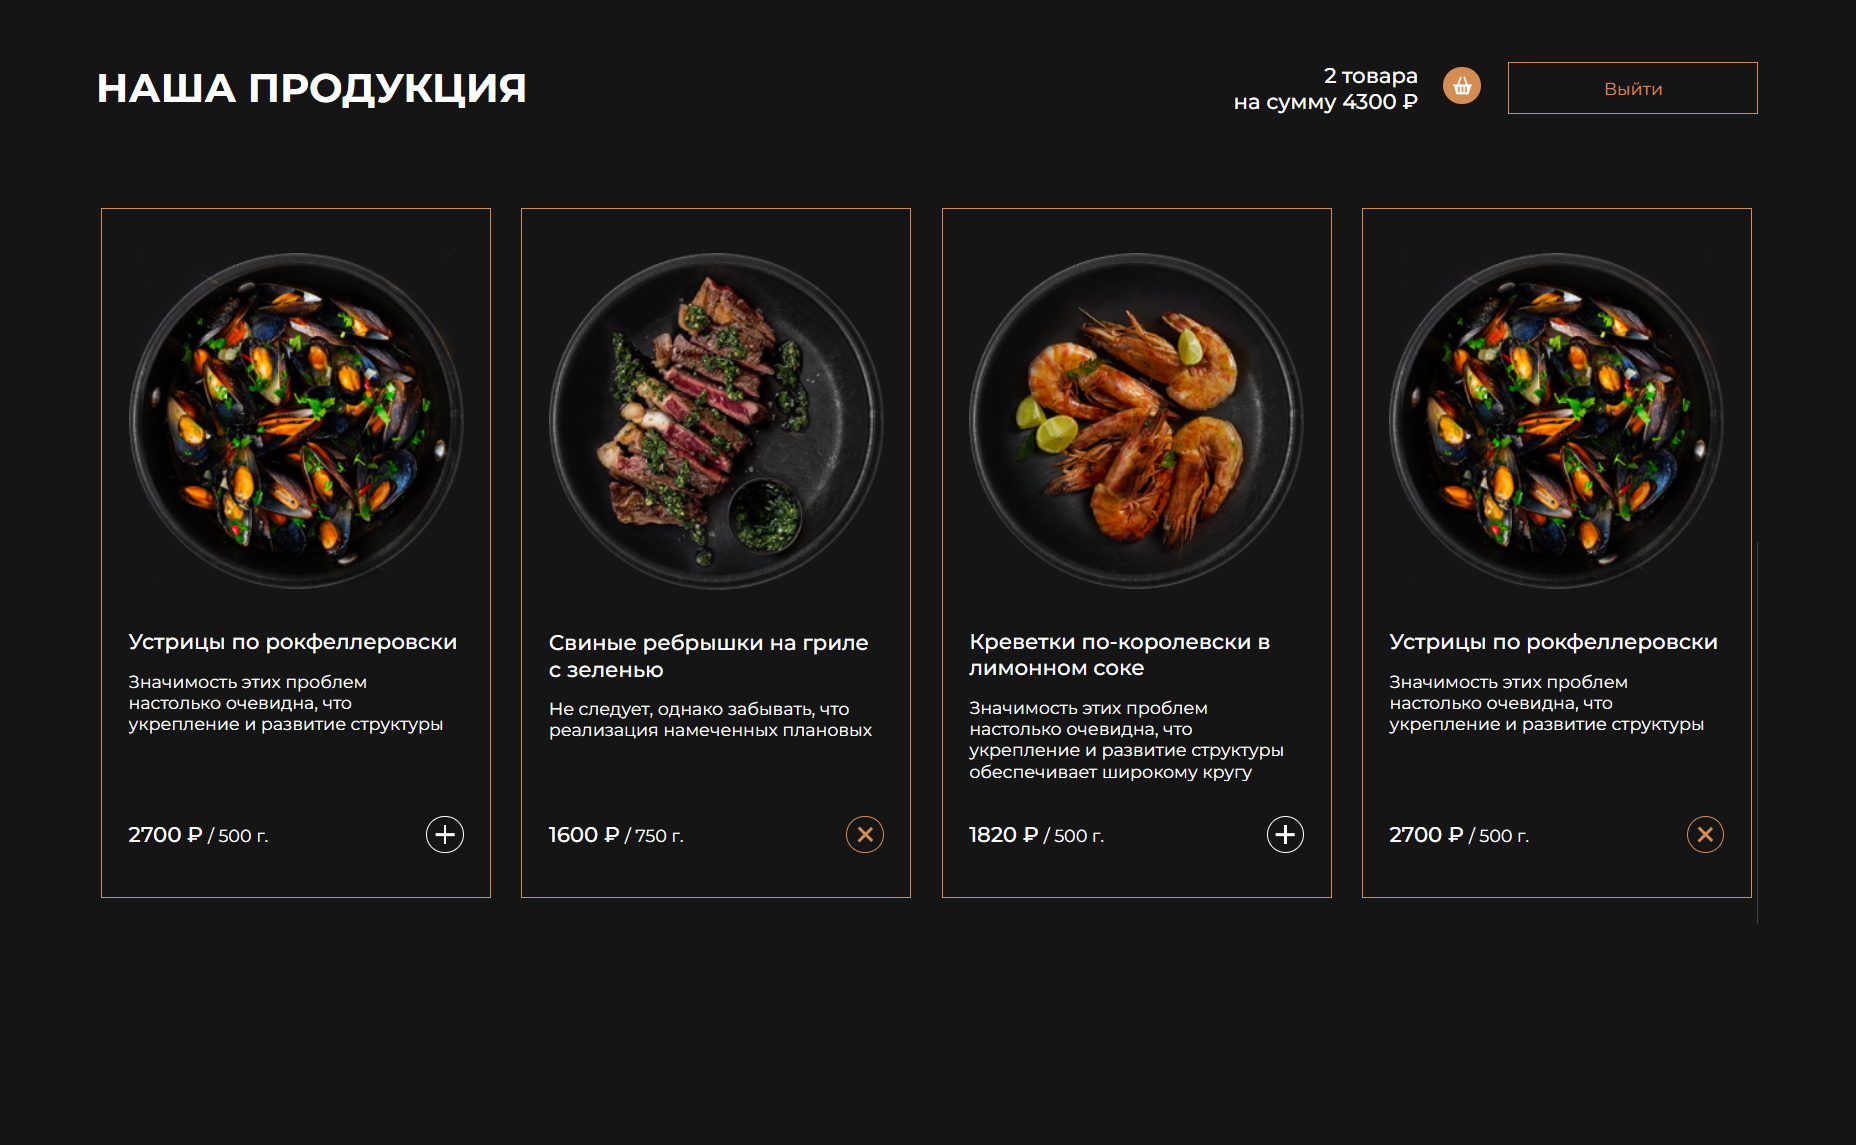 НАША ПРОДУКЦИЯ
2 товара
на сумму 4300 ₽
Выйти
Устрицы по рокфеллеровски
Значимость этих проблем
настолько очевидна, что
укрепление и развитие структуры
2700 ₽ / 500 г.
Свиные ребрышки на гриле
с зеленью
Не следует, однако забывать, что
реализация намеченных плановых
1600 ₽ / 750 г.
Креветки по-королевски в
лимонном соке
Значимость этих проблем
настолько очевидна, что
укрепление и развитие структуры
обеспечивает широкому кругу
1820 ₽ / 500 г.
Устрицы по рокфеллеровски
Значимость этих проблем
настолько очевидна, что
укрепление и развитие структуры
2700 ₽ / 500 г.